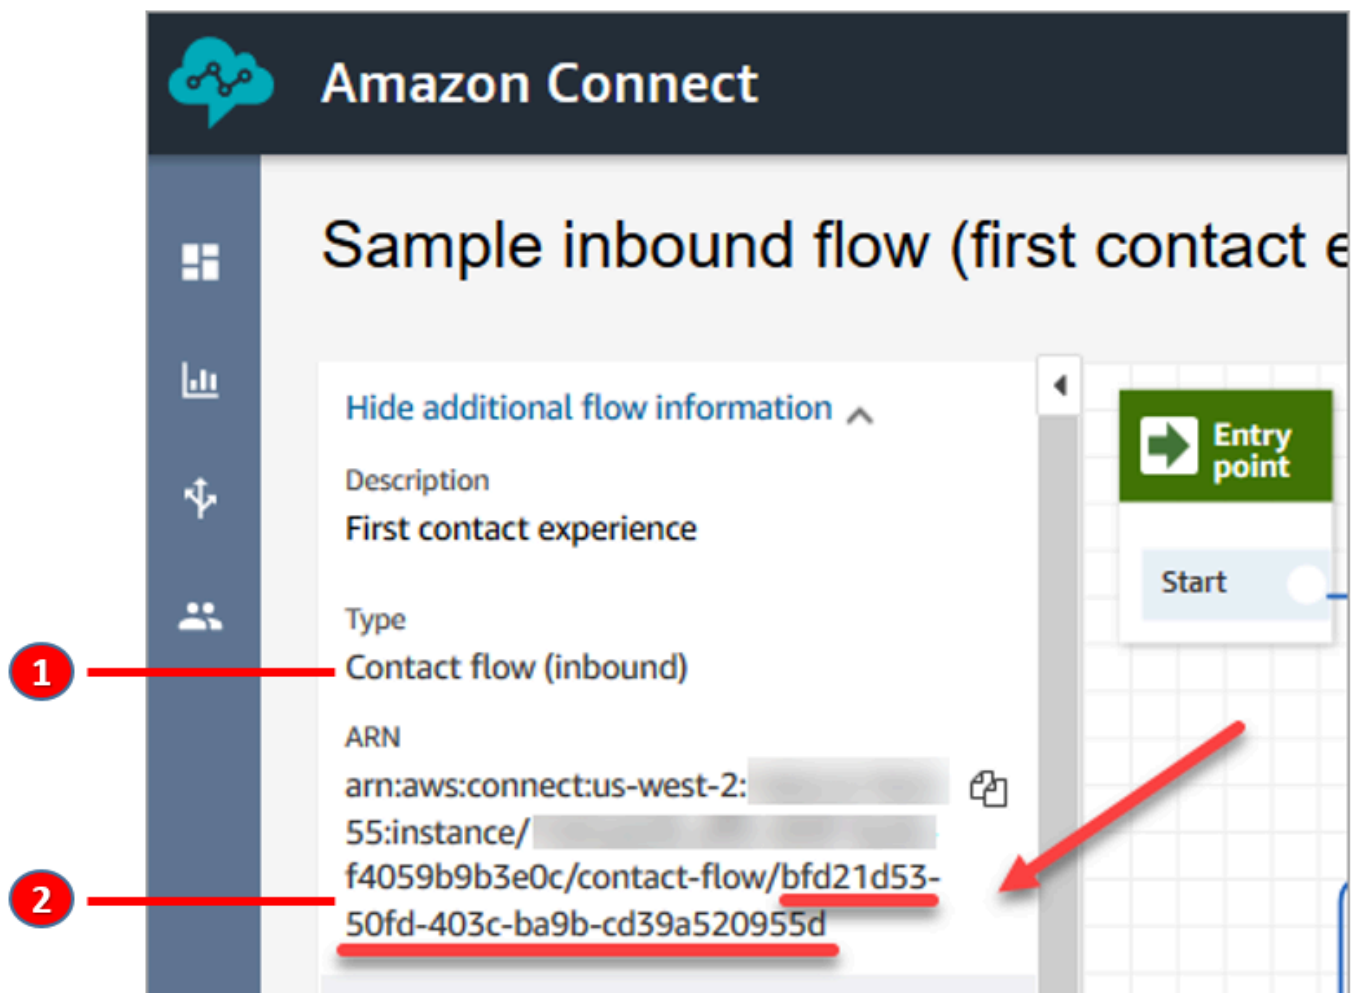 Amazon Connect
Sample inbound flow (first contact e
Hide additional flow information
Description
First contact experience
Type
1
Contact flow (inbound)
ARN
arn:aws:connect:us-west-2:
55:instance/
f4059b9b3e0c/contact-flow/bfd21d53-
2
50fd-403c-ba9b-cd39a520955d
Entry
point
Start